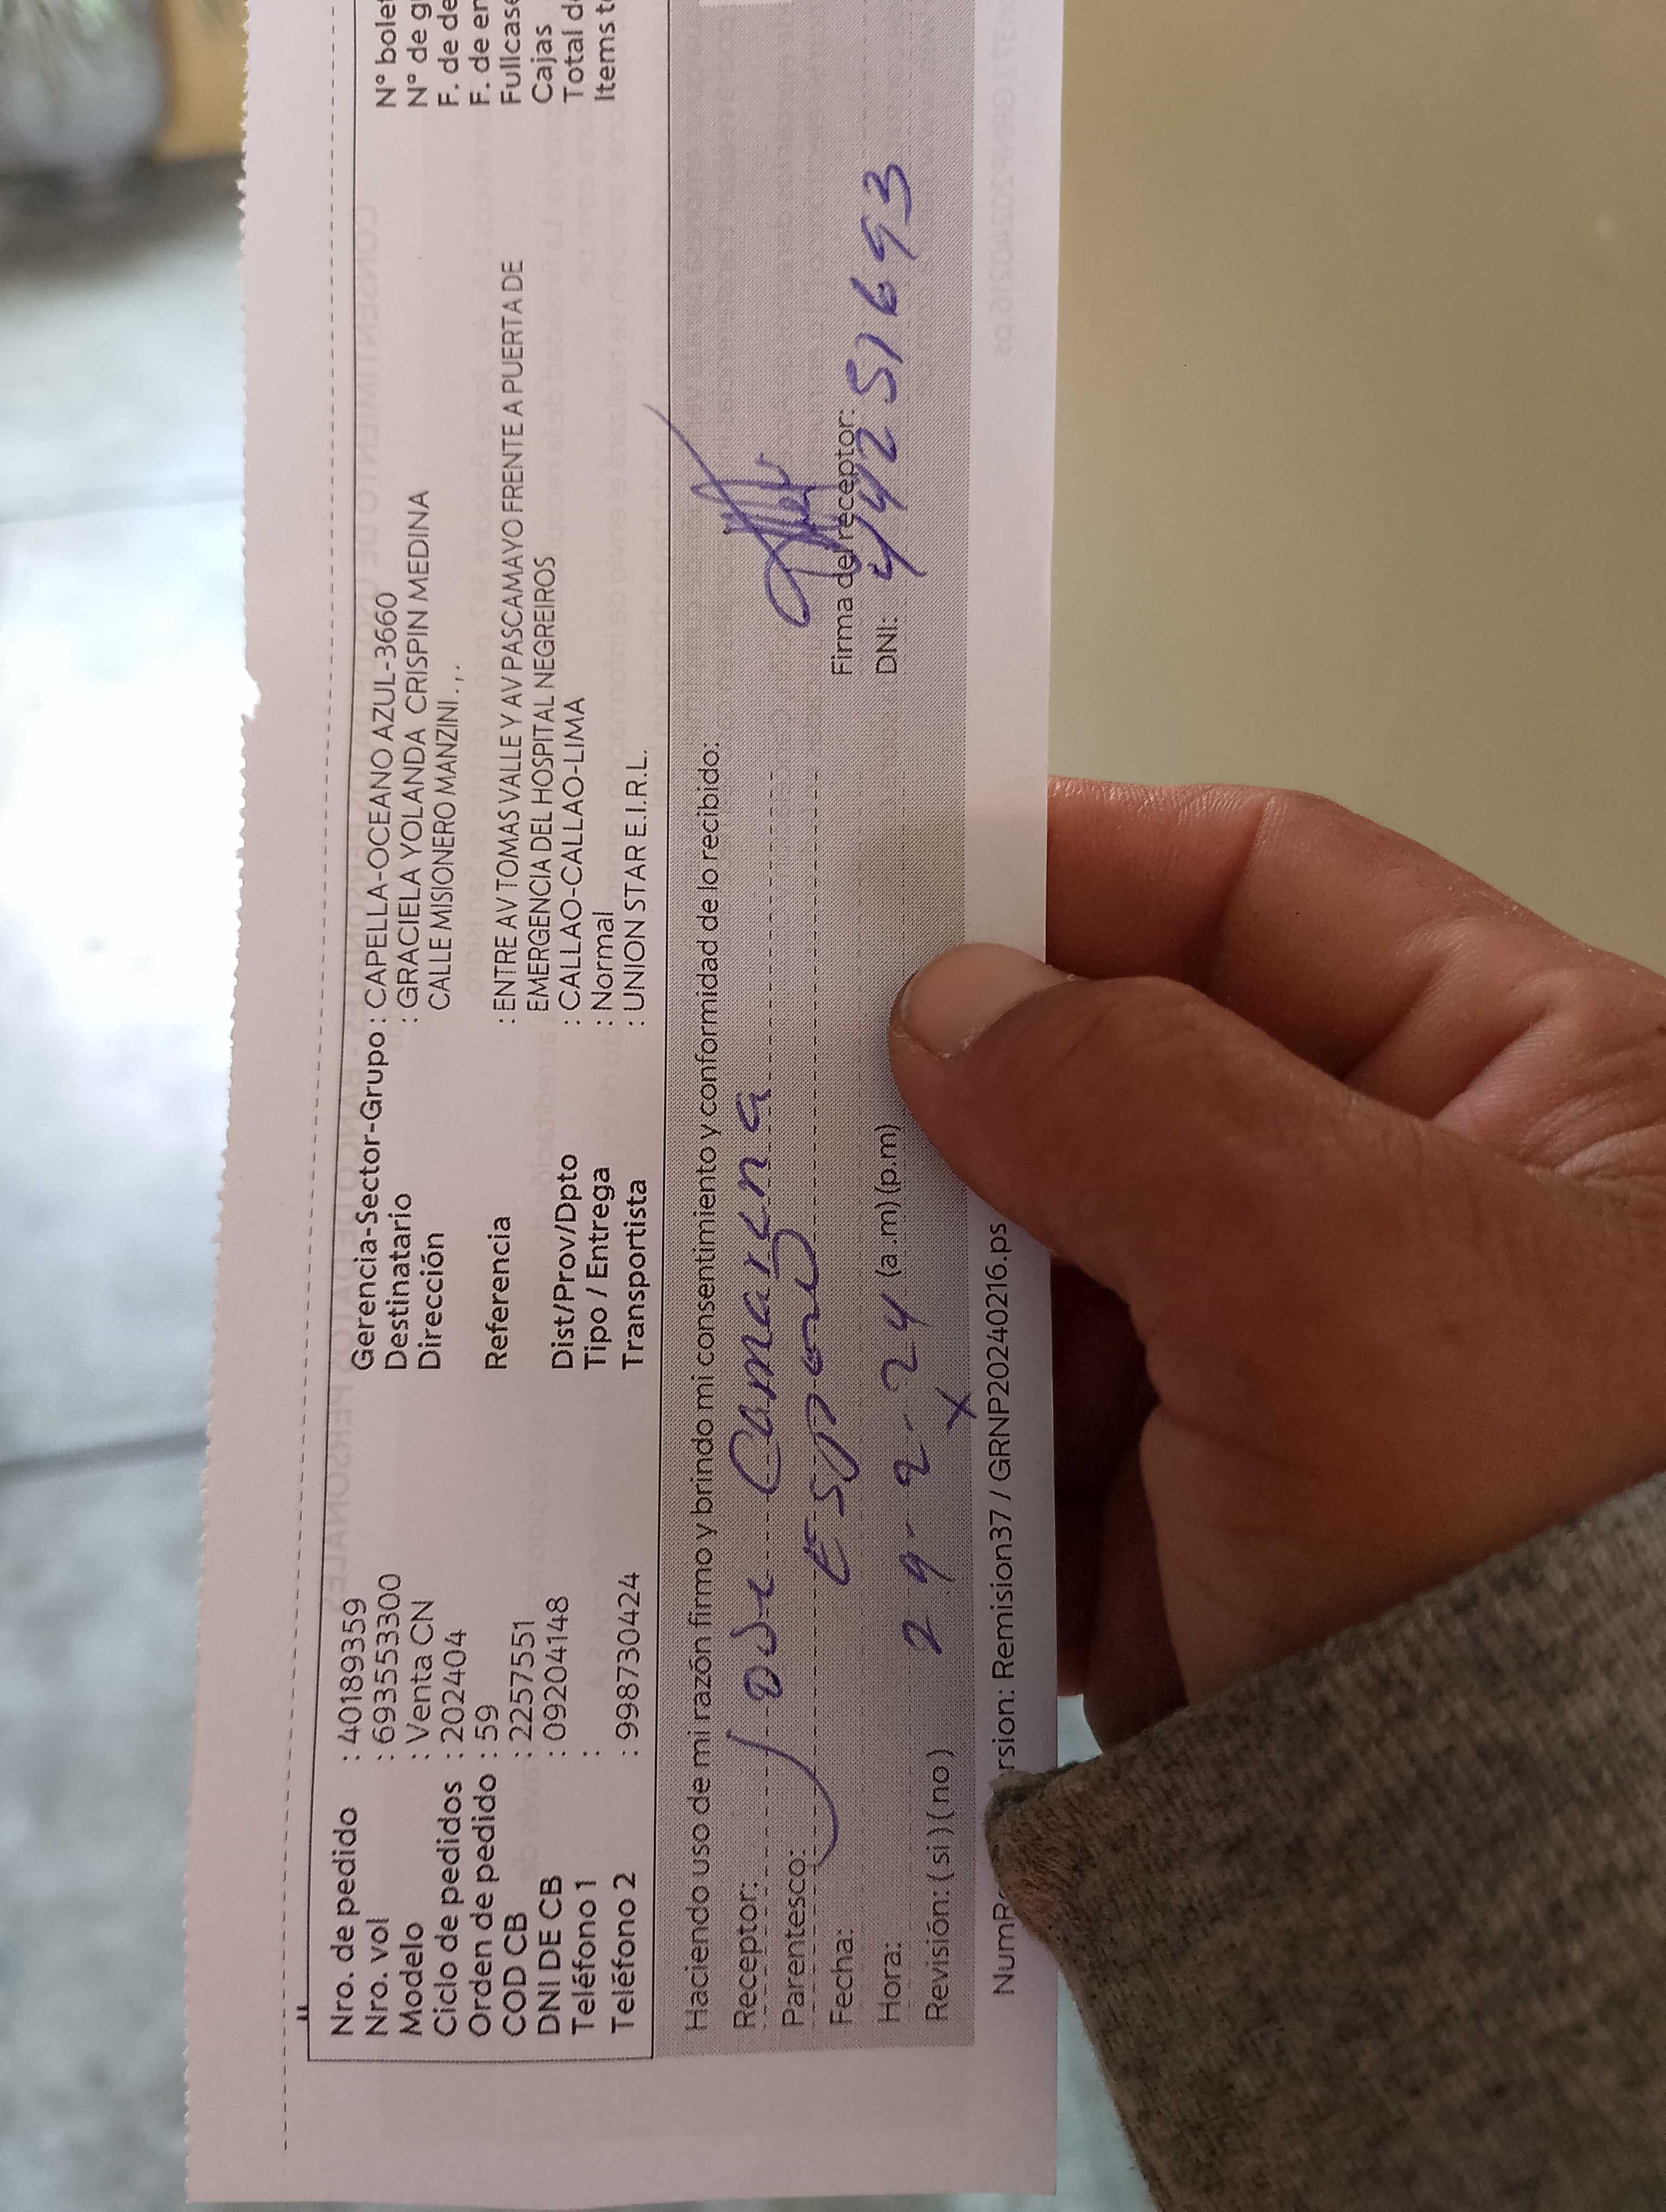 Nro. de pedido : 40189359
Nro. vol : 693553300
Modelo : Venta CN
Ciclo de pedidos : 202404
Orden de pedido : 59
COD CB : 2257551
DNI DE CB : 09204148
Teléfono 1 :
Teléfono 2 : 998730424
Gerencia-Sector-Grupo : CAPELLA-OCEANO AZUL-3660
Destinatario : GRACIELA YOLANDA CRISPIN MEDINA
Dirección CALLE MISIONERO MANZINI . , .
Referencia : ENTRE AV TOMAS VALLE Y AV PASCAMAYO FRENTE A PUERTA DE
EMERGENCIA DEL HOSPITAL NEGREIROS
Dist/Prov/Dpto : CALLAO-CALLAO-LIMA
Tipo / Entrega : Normal
Transportista : UNION STAR E.I.R.L.
N° bolet
N° de g
F. de de
F. de en
Fullcase
Cajas
Total d
Items t
Haciendo uso de mi razón firmo y brindo mi consentimiento y conformidad de lo recibido:
Receptor: Jose Camarena
Parentesco: Esposo
Fecha: 29-2-24
Hora: (a.m) (p.m)
Revisión: ( si ) ( no ) X
Firma del receptor:
DNI: 44251693
rsion: Remision37 / GRNP20240216.ps